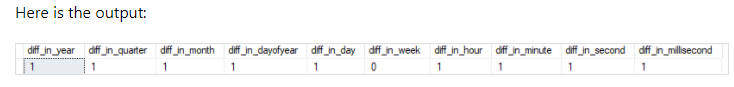 Here is the output:
diff_in_year diff_in_quarter diff_in_month diff_in_dayofyear diff_in_day diff_in_week diff_in_hour diff_in_minute diff_in_second diff_in_millisecond
1 1 1 1 1 0 1 1 1 1